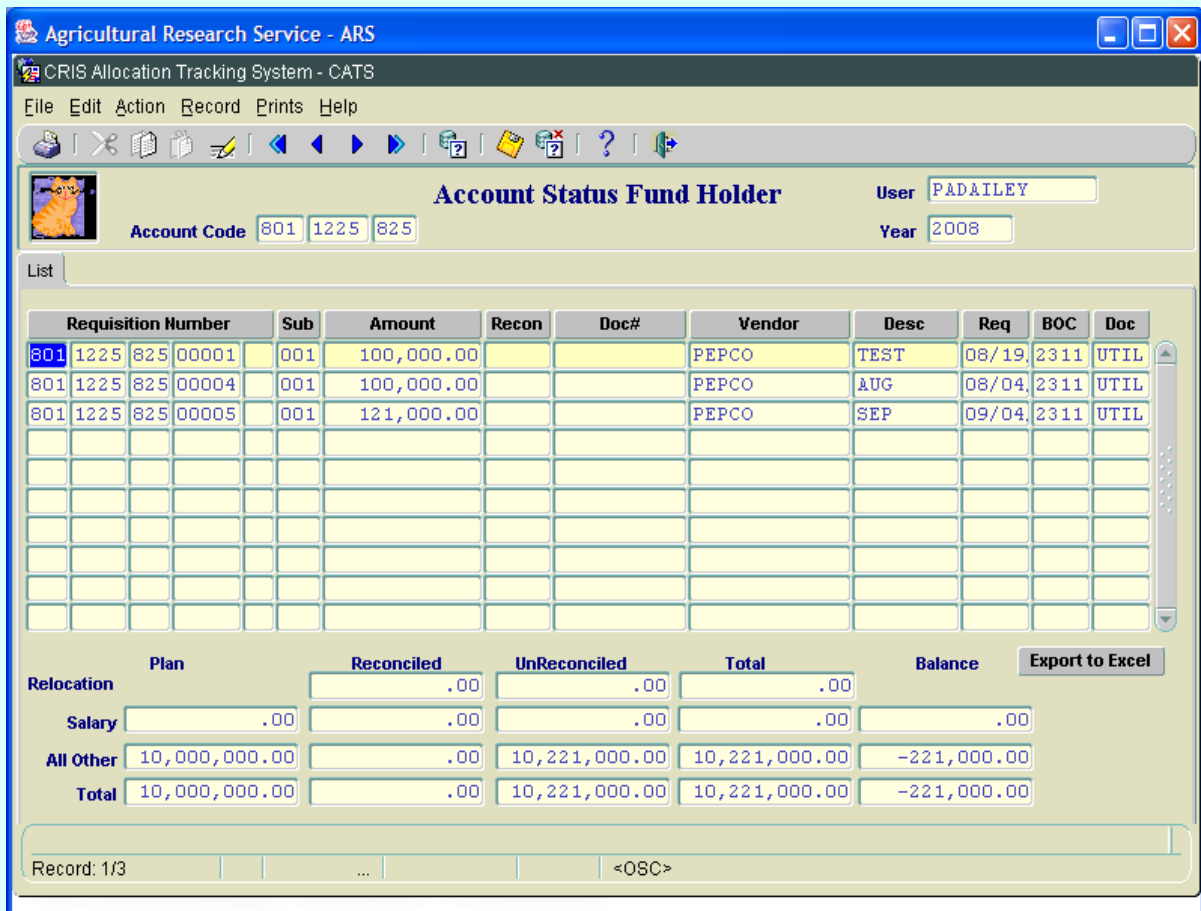 Agricultural Research Service - ARS
CRIS Allocation Tracking System - CATS
File Edit Action Record Prints Help
Account Status Fund Holder User PADAILEY
Account Code 801 1225 825 Year 2008
List
Requisition Number Sub Amount Recon Doc# Vendor Desc Req BOC Doc
801 1225 825 00001 001 100,000.00 PEPCO TEST 08/19, 2311 UTIL
801 1225 825 00004 001 100,000.00 PEPCO AUG 08/04, 2311 UTIL
801 1225 825 00005 001 121,000.00 PEPCO SEP 09/04, 2311 UTIL
Plan Reconciled UnReconciled Total Balance Export to Excel
Relocation .00 .00 .00
Salary .00 .00 .00 .00 .00
All Other 10,000,000.00 .00 10,221,000.00 10,221,000.00 -221,000.00
Total 10,000,000.00 .00 10,221,000.00 10,221,000.00 -221,000.00
Record: 1/3 ... <OSC>